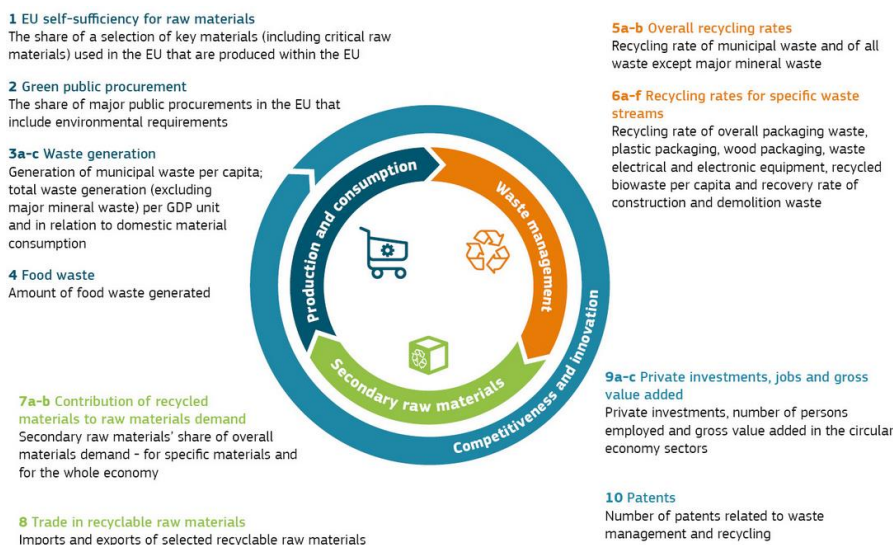 1 EU self-sufficiency for raw materials
The share of a selection of key materials (including critical raw
materials) used in the EU that are produced within the EU
2 Green public procurement
The share of major public procurements in the EU that
include environmental requirements
3a-c Waste generation
Generation of municipal waste per capita;
total waste generation (excluding
major mineral waste) per GDP unit
and in relation to domestic material
consumption
4 Food waste
Amount of food waste generated
5a-b Overall recycling rates
Recycling rate of municipal waste and of all
waste except major mineral waste
6a-f Recycling rates for specific waste
streams
Recycling rate of overall packaging waste,
plastic packaging, wood packaging, waste
electrical and electronic equipment, recycled
biowaste per capita and recovery rate of
construction and demolition waste
Production and consumption
Waste management
Secondary raw materials
Competitiveness and innovation
7a-b Contribution of recycled
materials to raw materials demand
Secondary raw materials' share of overall
materials demand - for specific materials and
for the whole economy
8 Trade in recyclable raw materials
Imports and exports of selected recyclable raw materials
9a-c Private investments, jobs and gross
value added
Private investments, number of persons
employed and gross value added in the circular
economy sectors
10 Patents
Number of patents related to waste
management and recycling